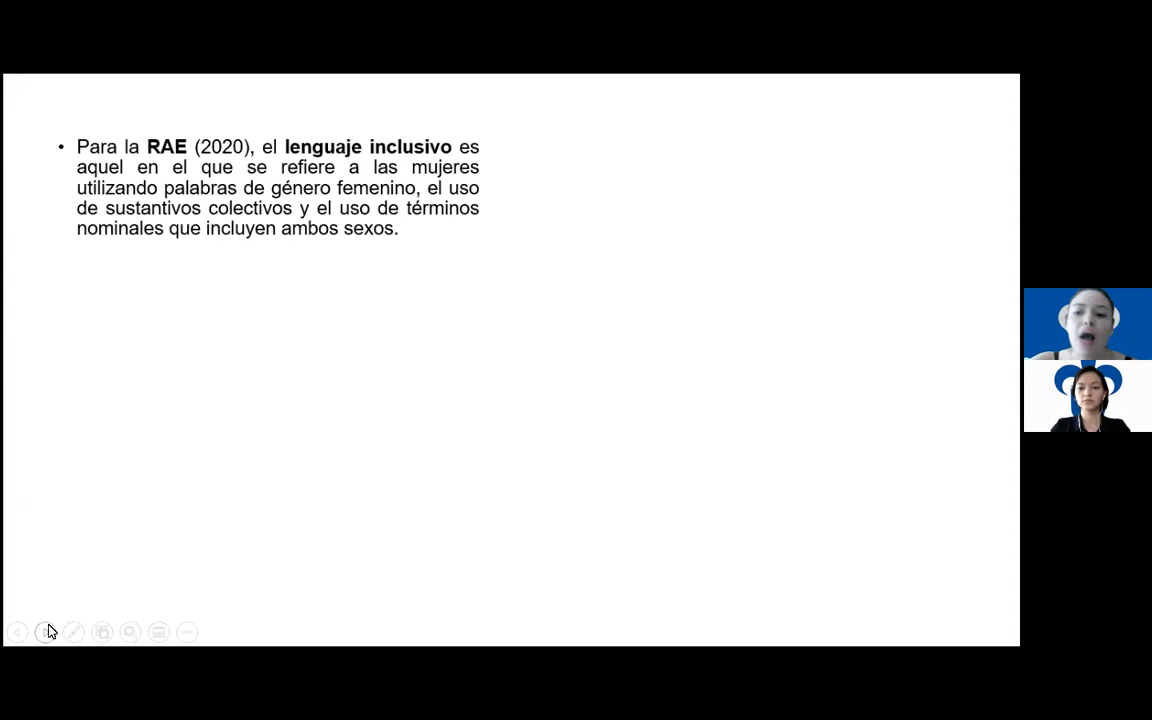 • Para la RAE (2020), el lenguaje inclusivo es
aquel en el que se refiere a las mujeres
utilizando palabras de género femenino, el uso
de sustantivos colectivos y el uso de términos
nominales que incluyen ambos sexos.